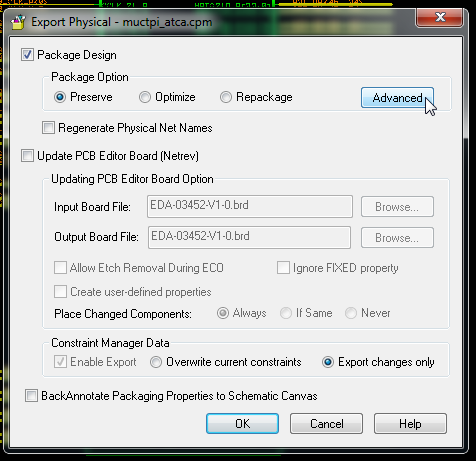 Export Physical - muctpi_atca.cpm
Package Design
Package Option
Preserve Optimize Repackage Advanced
Regenerate Physical Net Names
Update PCB Editor Board (Netrev)
Updating PCB Editor Board Option
Input Board File: EDA-03452-V1-0.brd Browse...
Output Board File: EDA-03452-V1-0.brd Browse...
Allow Etch Removal During ECO Ignore FIXED property
Create user-defined properties
Place Changed Components: Always If Same Never
Constraint Manager Data
Enable Export Overwrite current constraints Export changes only
BackAnnotate Packaging Properties to Schematic Canvas
OK Cancel Help